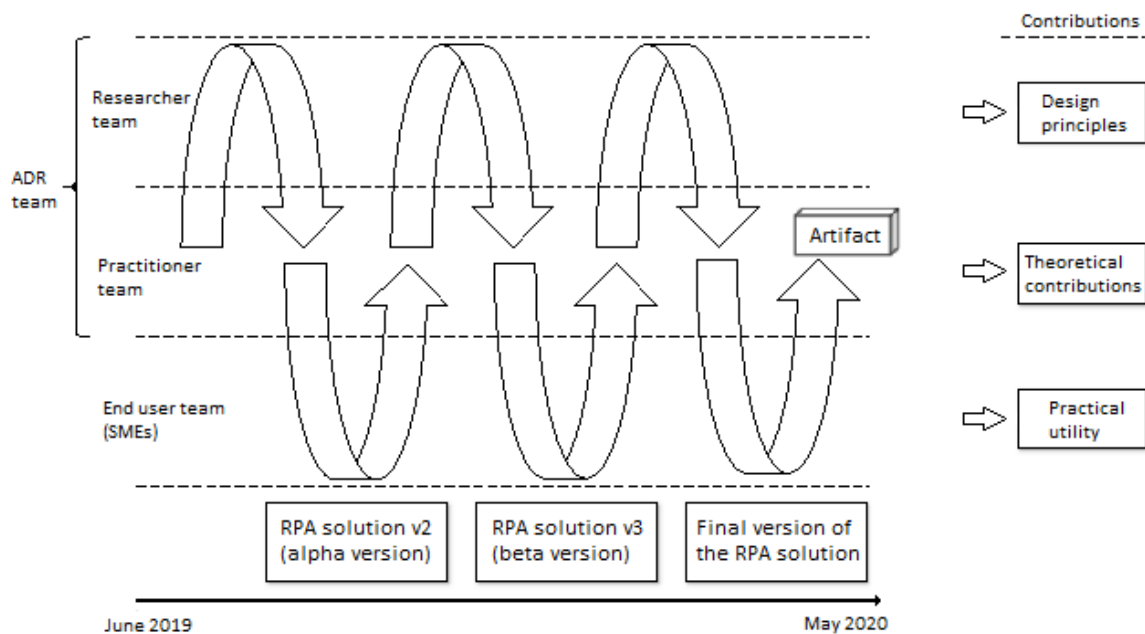 Contributions
Researcher
team
Design
principles
ADR
team
Artifact
Practitioner
team
Theoretical
contributions
End user team
(SMEs)
Practical
utility
RPA solution v2
(alpha version)
RPA solution v3
(beta version)
Final version of
the RPA solution
June 2019
May 2020